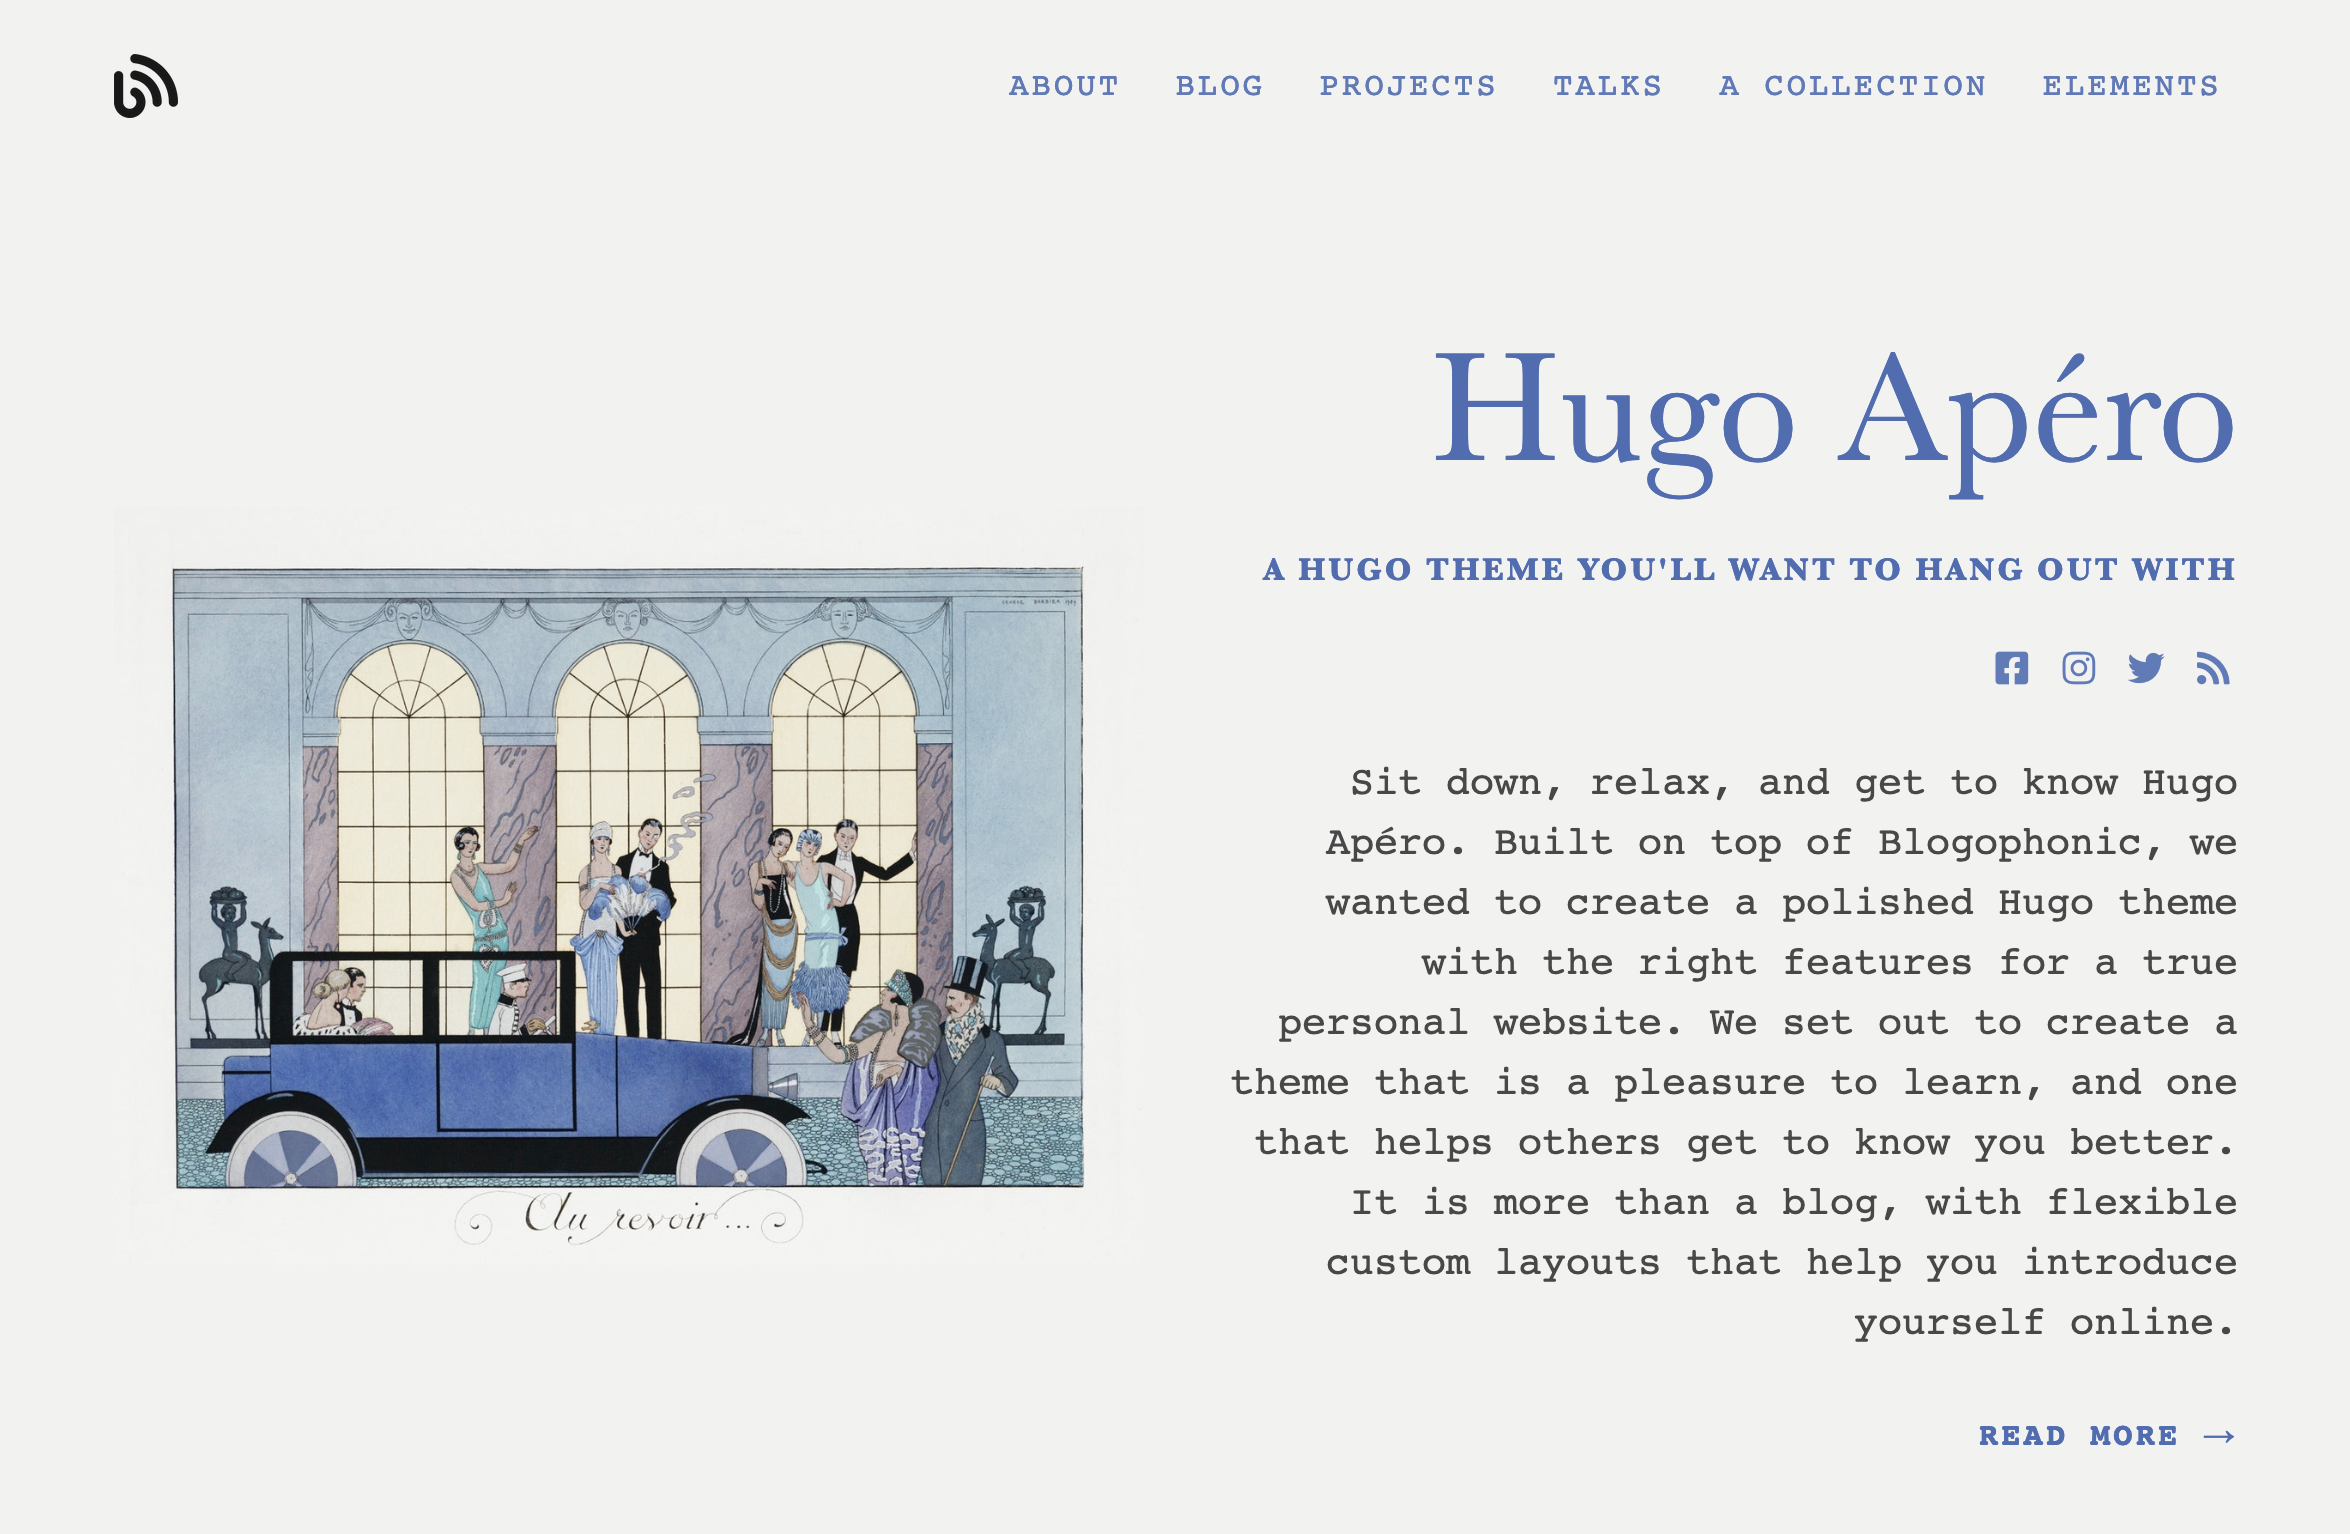 ABOUT BLOG PROJECTS TALKS A COLLECTION ELEMENTS
Hugo Apéro
A HUGO THEME YOU'LL WANT TO HANG OUT WITH
GEORGE BARBIER
Au revoir...
Sit down, relax, and get to know Hugo
Apéro. Built on top of Blogophonic, we
wanted to create a polished Hugo theme
with the right features for a true
personal website. We set out to create a
theme that is a pleasure to learn, and one
that helps others get to know you better.
It is more than a blog, with flexible
custom layouts that help you introduce
yourself online.
READ MORE →